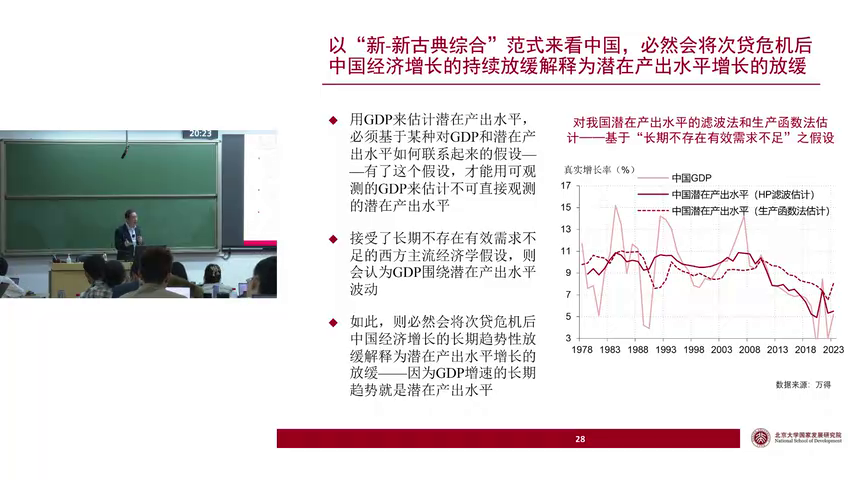 以“新-新古典综合”范式来看中国，必然会将次贷危机后
中国经济增长的持续放缓解释为潜在产出水平增长的放缓
20:23
◆ 用GDP来估计潜在产出水平，
必须基于某种对GDP和潜在产
出水平如何联系起来的假设—
—有了这个假设，才能用可观
测的GDP来估计不可直接观测
的潜在产出水平
◆ 接受了长期不存在有效需求不
足的西方主流经济学假设，则
会认为GDP围绕潜在产出水平
波动
◆ 如此，则必然会将次贷危机后
中国经济增长的长期趋势性放
缓解释为潜在产出水平增长的
放缓——因为GDP增速的长期
趋势就是潜在产出水平
对我国潜在产出水平的滤波法和生产函数法估
计——基于“长期不存在有效需求不足”之假设
真实增长率（%）
中国GDP
中国潜在产出水平（HP滤波估计）
中国潜在产出水平（生产函数法估计）
17
15
13
11
9
7
5
3
1978 1983 1988 1993 1998 2003 2008 2013 2018 2023
数据来源：万得
28
北京大学国家发展研究院
National School of Development